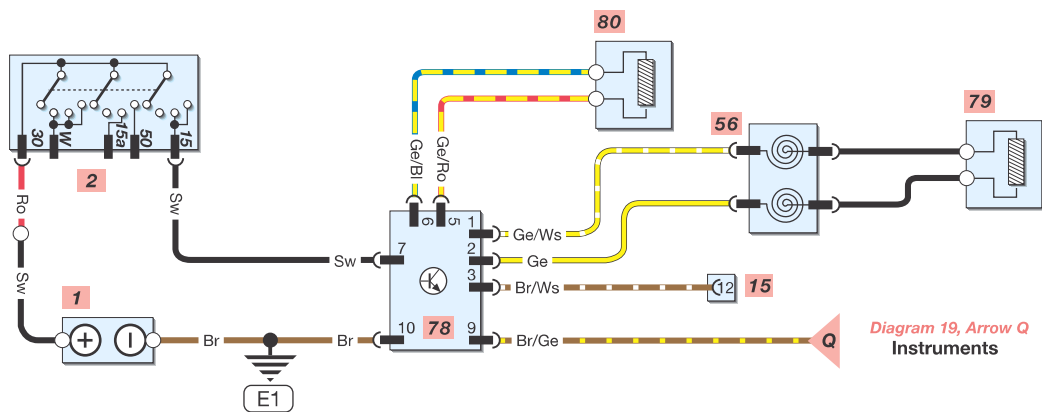 80
56
79
30
W
15a
50
15
2
Ro
Sw
Sw
Ge/Bl
Ge/Ro
6
5
1
2
3
7
9
10
78
Ge/Ws
Ge
Br/Ws
12
15
Sw
1
+
−
Br
Br
E1
Br/Ge
Q
Diagram 19, Arrow Q
Instruments